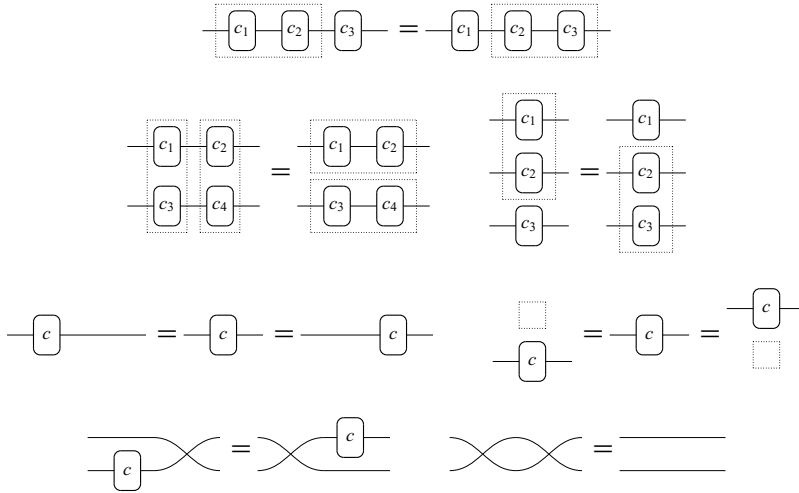 c₁ c₂ c₃ = c₁ c₂ c₃
c₁ c₂ = c₁ c₂
c₃ c₄ c₃ c₄
c₁ c₁
c₂ = c₂
c₃ c₃
c = c = c
c = c = c
c = c
=